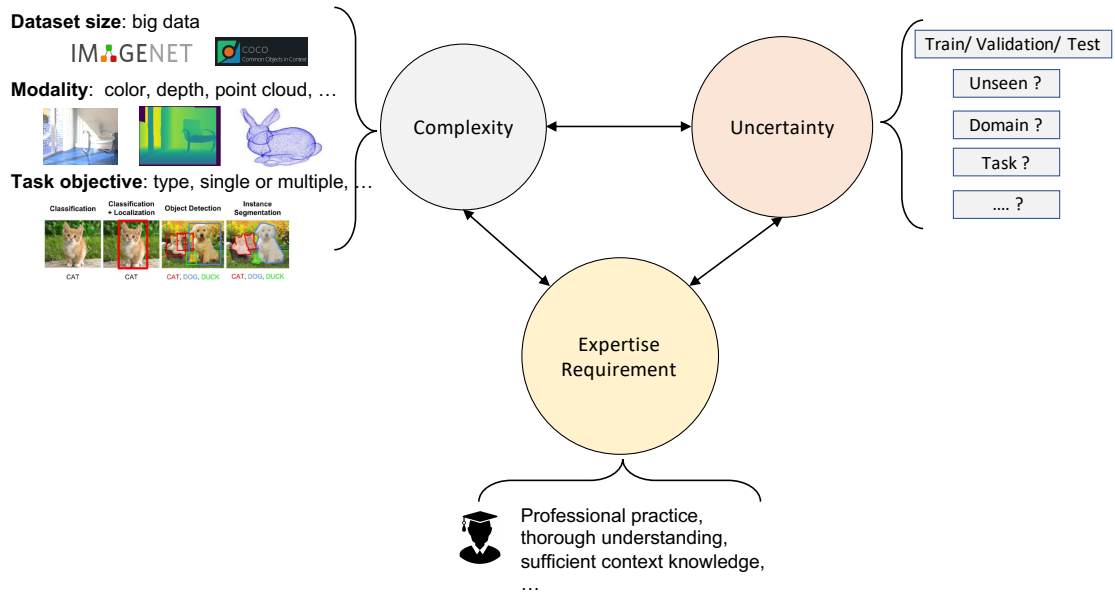 Dataset size: big data
IMAGENET
COCO
Common Objects in Context
Modality: color, depth, point cloud, …
Task objective: type, single or multiple, …
Classification
Classification
+ Localization
Object Detection
Instance
Segmentation
CAT
CAT
CAT, DOG, DUCK
CAT, DOG, DUCK
Complexity
Uncertainty
Expertise
Requirement
Train/ Validation/ Test
Unseen ?
Domain ?
Task ?
.... ?
Professional practice,
thorough understanding,
sufficient context knowledge,
…